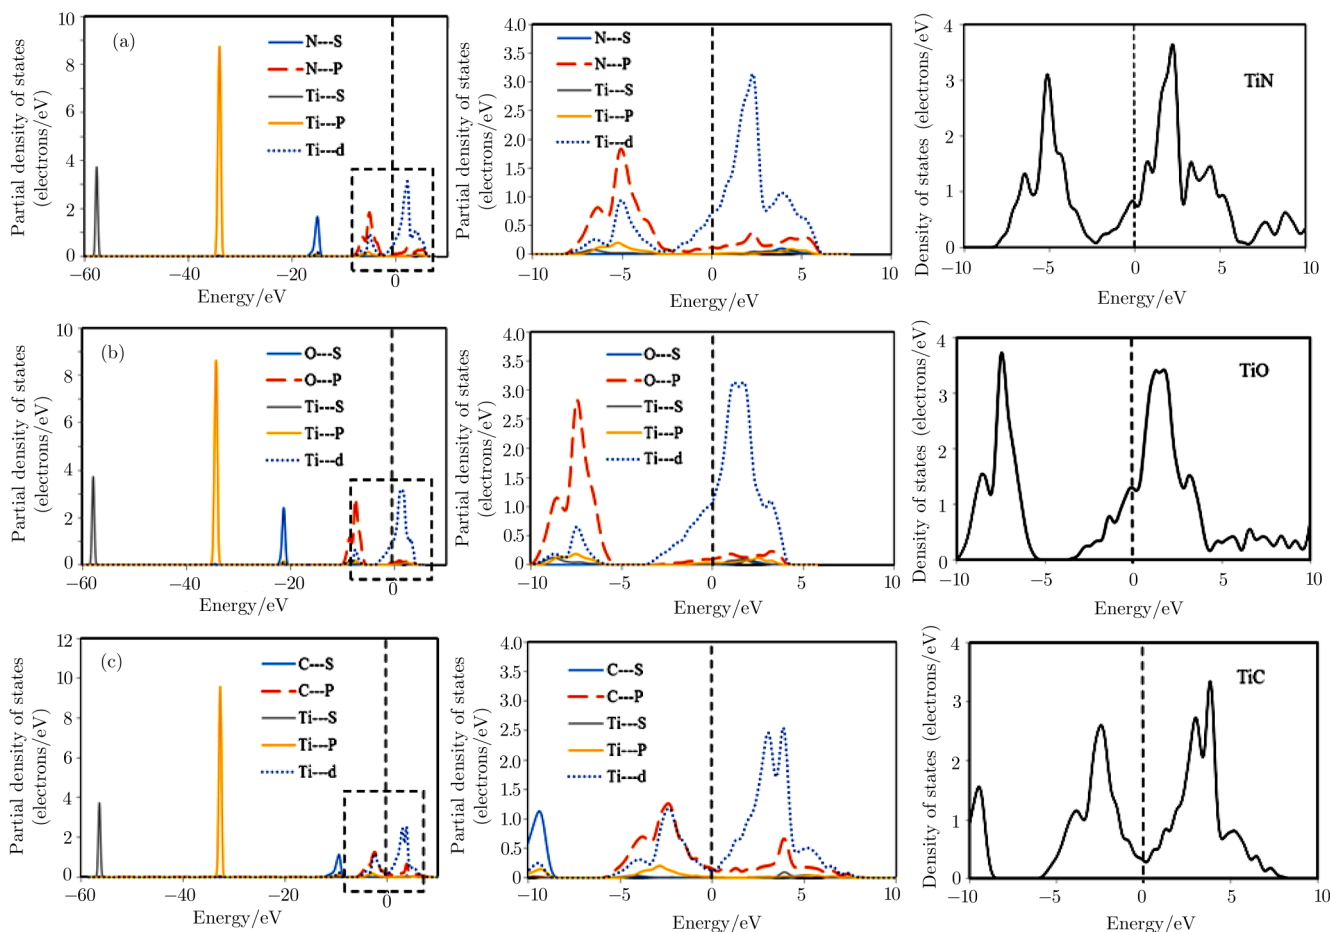 Partial density of states
(electrons/eV)
10
8
6
4
2
0
(a)
N---S
N---P
Ti---S
Ti---P
Ti---d
−60
−40
−20
0
Energy/eV
Partial density of states
(electrons/eV)
4.0
3.5
3.0
2.5
2.0
1.5
1.0
0.5
0
N---S
N---P
Ti---S
Ti---P
Ti---d
−10
−5
0
5
10
Energy/eV
Density of states (electrons/eV)
4
3
2
1
0
TiN
−10
−5
0
5
10
Energy/eV
Partial density of states
(electrons/eV)
10
8
6
4
2
0
(b)
O---S
O---P
Ti---S
Ti---P
Ti---d
−60
−40
−20
0
Energy/eV
Partial density of states
(electrons/eV)
4.0
3.5
3.0
2.5
2.0
1.5
1.0
0.5
0
O---S
O---P
Ti---S
Ti---P
Ti---d
−10
−5
0
5
10
Energy/eV
Density of states (electrons/eV)
4
3
2
1
0
TiO
−10
−5
0
5
10
Energy/eV
Partial density of states
(electrons/eV)
12
10
8
6
4
2
0
(c)
C---S
C---P
Ti---S
Ti---P
Ti---d
−60
−40
−20
0
Energy/eV
Partial density of states
(electrons/eV)
4.0
3.5
3.0
2.5
2.0
1.5
1.0
0.5
0
C---S
C---P
Ti---S
Ti---P
Ti---d
−10
−5
0
5
10
Energy/eV
Density of states (electrons/eV)
4
3
2
1
0
TiC
−10
−5
0
5
10
Energy/eV